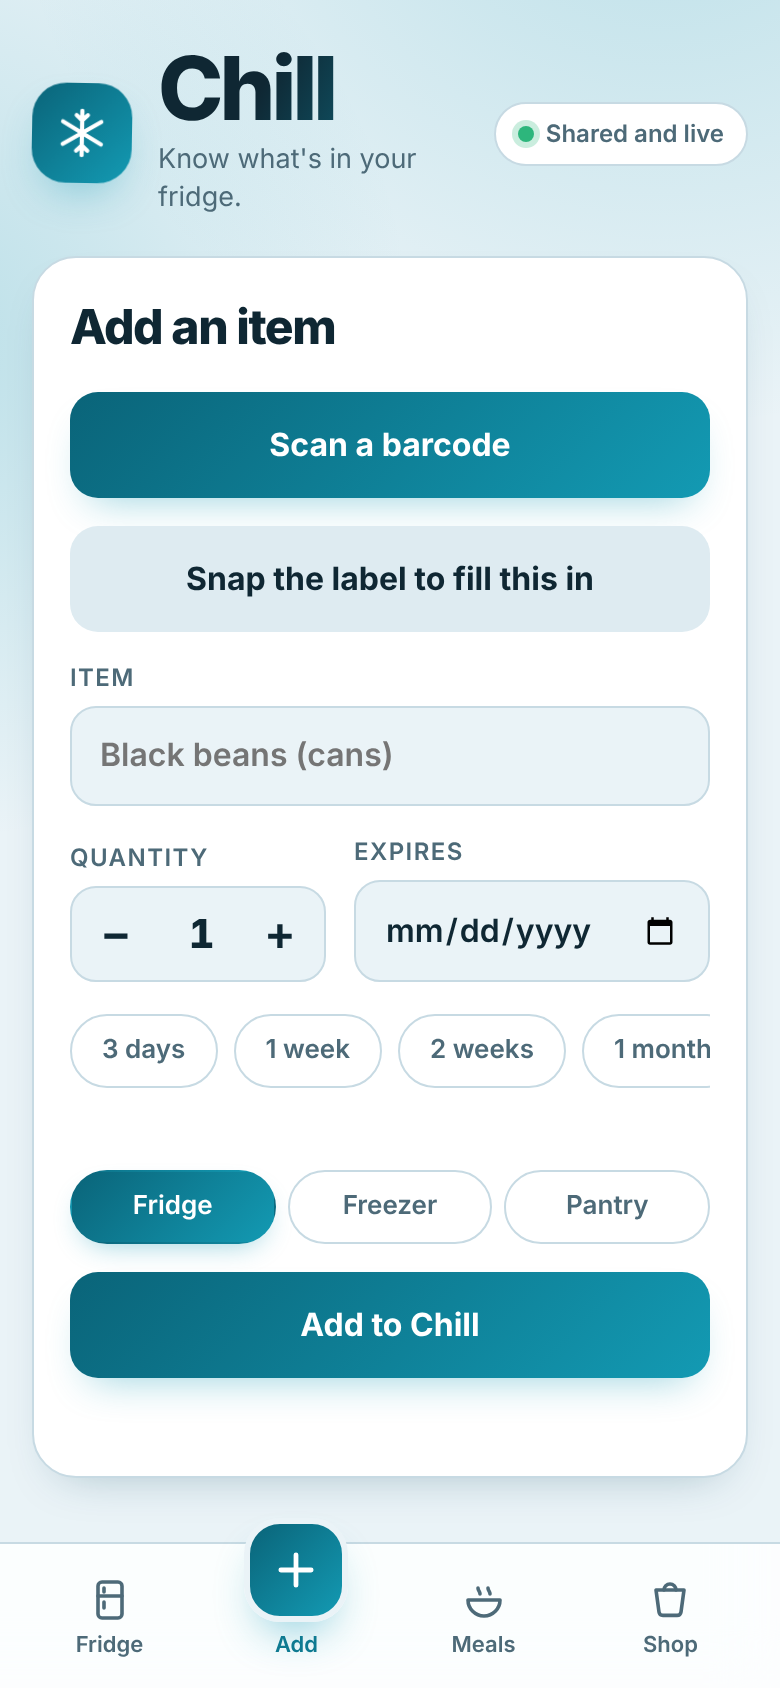 Chill
Know what's in your
fridge.
Shared and live
Add an item
Scan a barcode
Snap the label to fill this in
ITEM
Black beans (cans)
QUANTITY
EXPIRES
− 1 +
mm/dd/yyyy
3 days
1 week
2 weeks
1 month
Fridge
Freezer
Pantry
Add to Chill
Fridge
Add
Meals
Shop